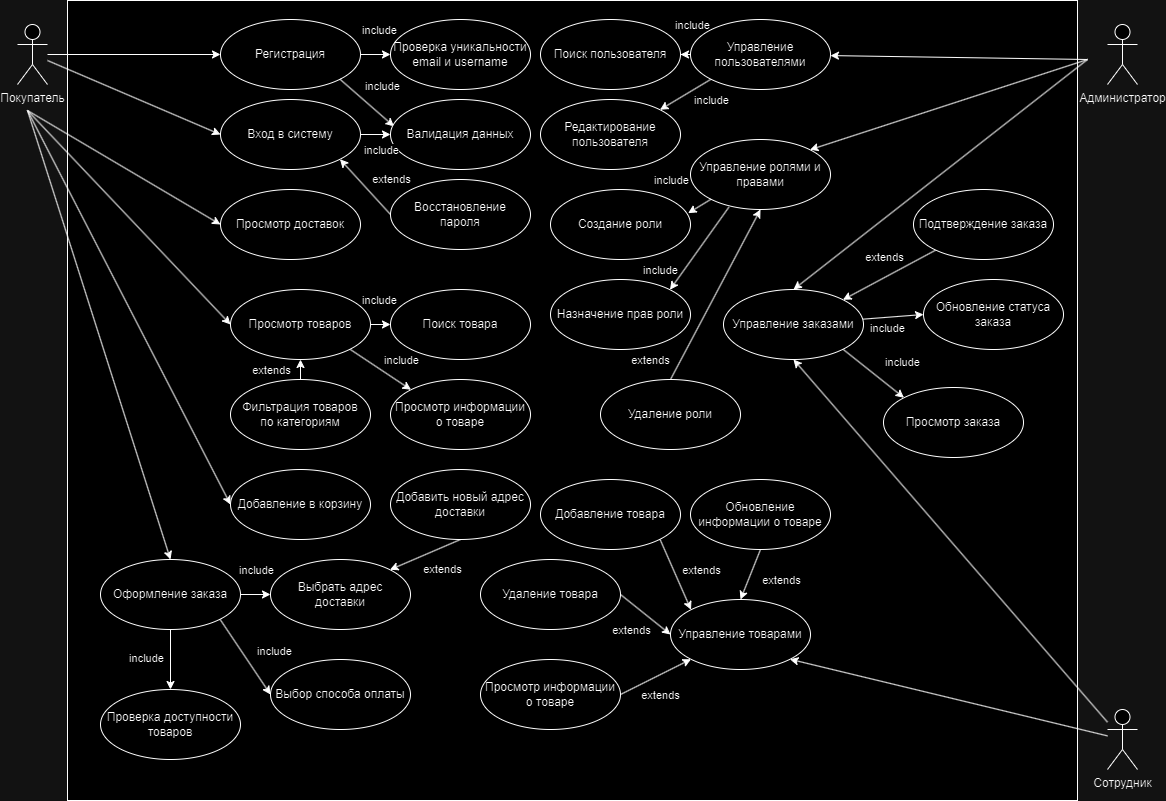 Покупатель
Администратор
Сотрудник
Регистрация
include
Проверка уникальности
email и username
include
Вход в систему
include
Валидация данных
extends
Восстановление
пароля
Просмотр доставок
Просмотр товаров
include
Поиск товара
include
extends
Фильтрация товаров
по категориям
Просмотр информации
о товаре
Добавление в корзину
Добавить новый адрес
доставки
extends
Оформление заказа
include
Выбрать адрес
доставки
include
include
Выбор способа оплаты
Проверка доступности
товаров
Поиск пользователя
include
Управление
пользователями
include
Редактирование
пользователя
Управление ролями и
правами
include
Создание роли
include
Назначение прав роли
extends
Удаление роли
Подтверждение заказа
extends
Управление заказами
include
Обновление статуса
заказа
include
Просмотр заказа
Добавление товара
Обновление
информации о товаре
extends
extends
Удаление товара
extends
Управление товарами
Просмотр информации
о товаре
extends